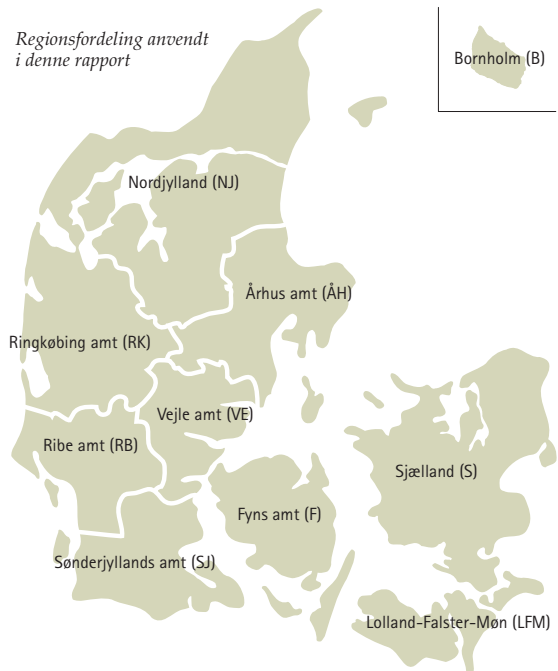 Regionsfordeling anvendt
i denne rapport
Bornholm (B)
Nordjylland (NJ)
Århus amt (ÅH)
Ringkøbing amt (RK)
Vejle amt (VE)
Ribe amt (RB)
Sjælland (S)
Fyns amt (F)
Sønderjyllands amt (SJ)
Lolland-Falster-Møn (LFM)